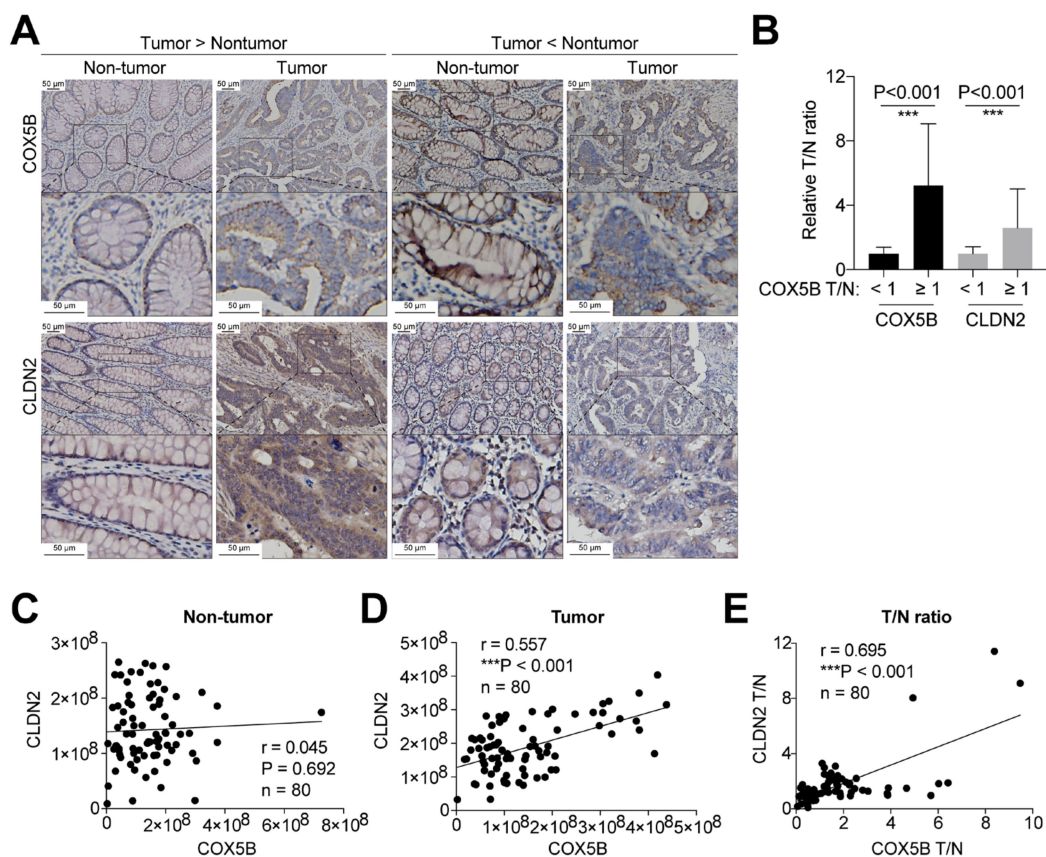 A
Tumor > Nontumor
Tumor < Nontumor
Non-tumor
Tumor
Non-tumor
Tumor
COX5B
50 µm
50 µm
50 µm
50 µm
50 µm
50 µm
50 µm
50 µm
CLDN2
50 µm
50 µm
50 µm
50 µm
50 µm
50 µm
50 µm
50 µm
B
Relative T/N ratio
12
8
4
0
P<0.001
***
P<0.001
***
COX5B T/N: < 1 ≥ 1 < 1 ≥ 1
COX5B CLDN2
C
Non-tumor
CLDN2
3×10⁸
2×10⁸
1×10⁸
0
r = 0.045
P = 0.692
n = 80
0 2×10⁸ 4×10⁸ 6×10⁸ 8×10⁸
COX5B
D
Tumor
CLDN2
5×10⁸
4×10⁸
3×10⁸
2×10⁸
1×10⁸
0
r = 0.557
***P < 0.001
n = 80
0 1×10⁸ 2×10⁸ 3×10⁸ 4×10⁸ 5×10⁸
COX5B
E
T/N ratio
CLDN2 T/N
12
8
4
0
r = 0.695
***P < 0.001
n = 80
0 2 4 6 8 10
COX5B T/N